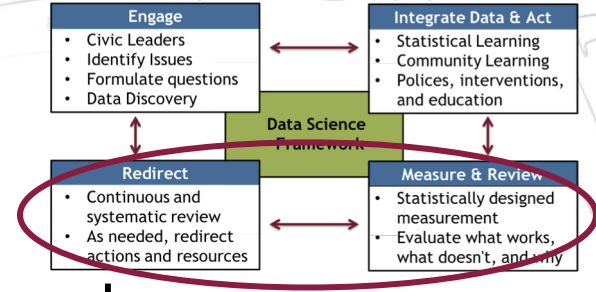 Engage
• Civic Leaders
• Identify Issues
• Formulate questions
• Data Discovery
Integrate Data & Act
• Statistical Learning
• Community Learning
• Polices, interventions,
and education
Data Science
Framework
Redirect
• Continuous and
systematic review
• As needed, redirect
actions and resources
Measure & Review
• Statistically designed
measurement
• Evaluate what works,
what doesn't, and why